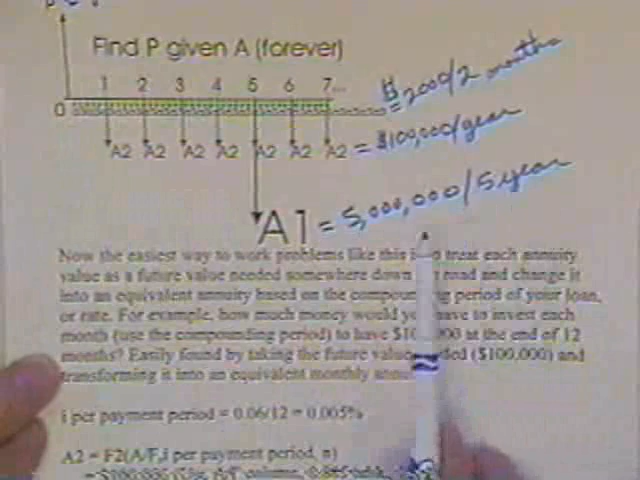 Find P given A (forever)
1 2 3 4 5 6 7...
= $2000/2 months
0
A2 A2 A2 A2 A2 A2 A2 = $100,000/year
A1 = 5,000,000/5 year
Now the easiest way to work problems like this is to treat each annuity
value as a future value needed somewhere down road and change it
into an equivalent annuity based on the compounding period of your loan,
or rate. For example, how much money would you have to invest each
month (use the compounding period) to have at the end of 12
months? Easily found by taking the future value ($100,000) and
transforming it into an equivalent monthly
i per payment period = 0.06/12 = 0.005%
A2 = F2(A/F,i per payment period, n)